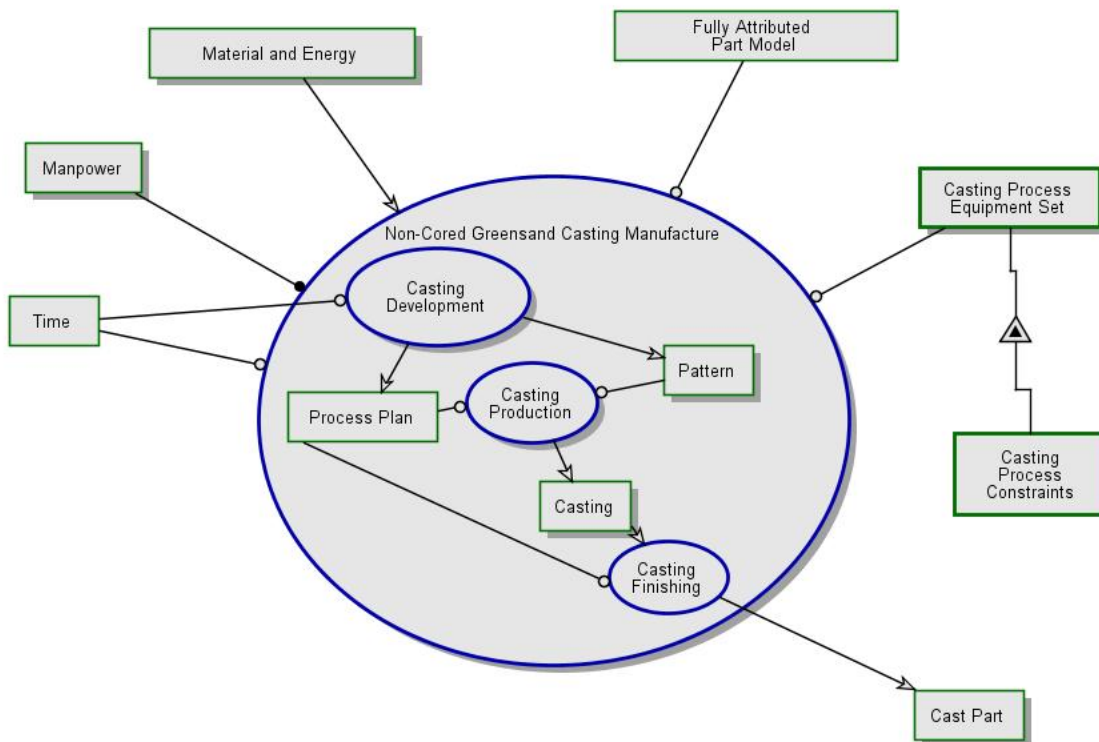 Fully Attributed
Part Model
Material and Energy
Manpower
Casting Process
Equipment Set
Non-Cored Greensand Casting Manufacture
Casting
Development
Time
Pattern
Casting
Production
Process Plan
Casting
Process
Constraints
Casting
Casting
Finishing
Cast Part